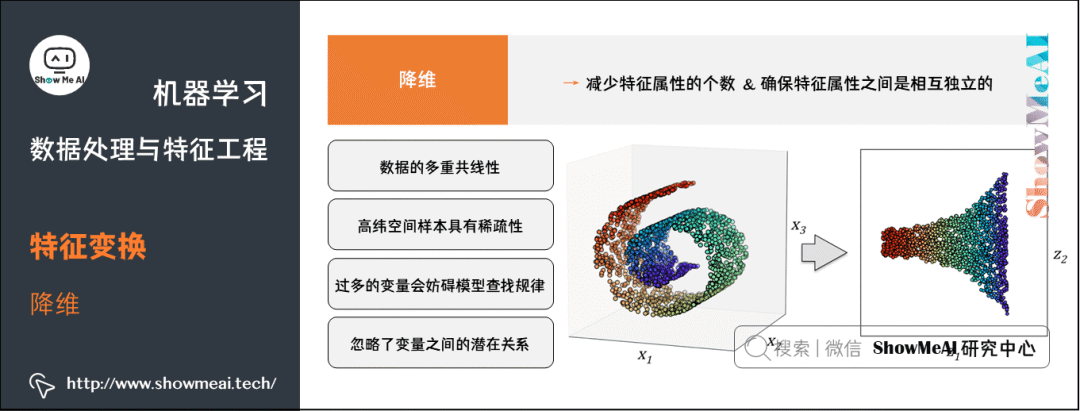 Show Me AI
机器学习
数据处理与特征工程
特征变换
降维
http://www.showmeai.tech/
降维
→ 减少特征属性的个数 & 确保特征属性之间是相互独立的
数据的多重共线性
高纬空间样本具有稀疏性
过多的变量会妨碍模型查找规律
忽略了变量之间的潜在关系
x₃
x₂
x₁
z₂
z₁
搜索 | 微信 ShowMeAI 研究中心
ShowMeAI